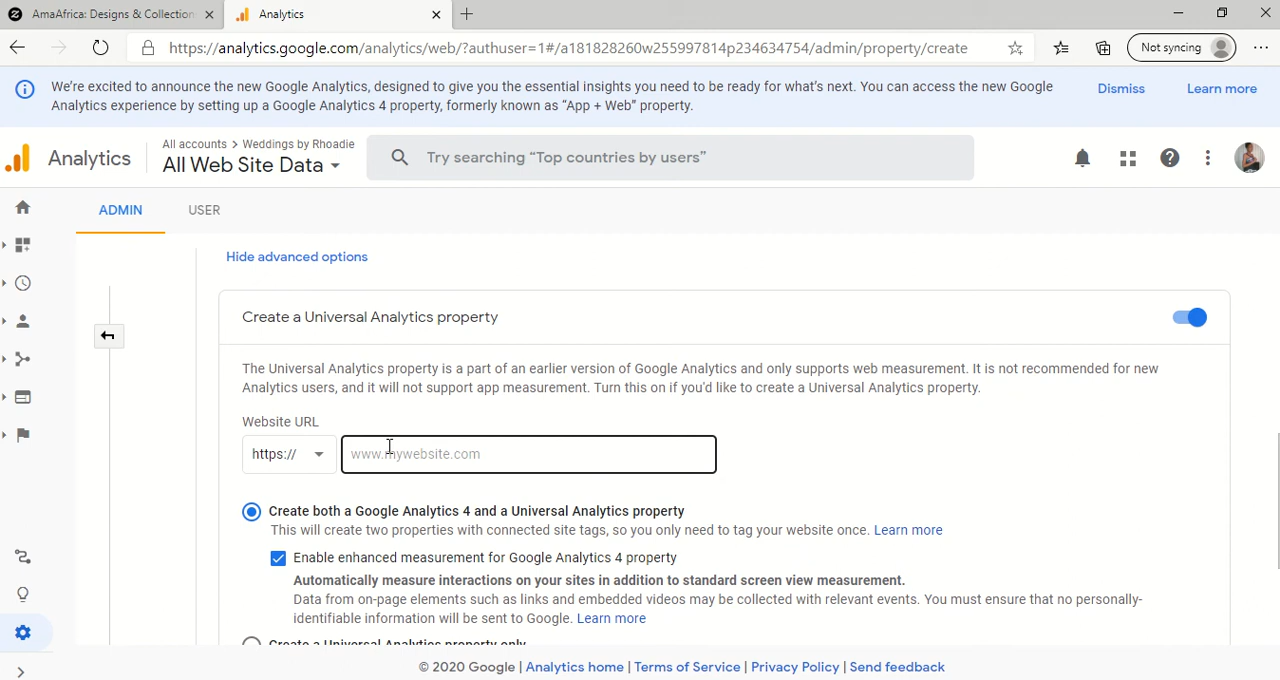 AmaAfrica: Designs & Collection
Analytics
https://analytics.google.com/analytics/web/?authuser=1#/a181828260w255997814p234634754/admin/property/create
Not syncing
We're excited to announce the new Google Analytics, designed to give you the essential insights you need to be ready for what's next. You can access the new Google
Analytics experience by setting up a Google Analytics 4 property, formerly known as “App + Web” property.
Dismiss
Learn more
Analytics
All accounts > Weddings by Rhoadie
All Web Site Data
Try searching “Top countries by users”
ADMIN
USER
Hide advanced options
Create a Universal Analytics property
The Universal Analytics property is a part of an earlier version of Google Analytics and only supports web measurement. It is not recommended for new
Analytics users, and it will not support app measurement. Turn this on if you'd like to create a Universal Analytics property.
Website URL
https://
www.mywebsite.com
Create both a Google Analytics 4 and a Universal Analytics property
This will create two properties with connected site tags, so you only need to tag your website once. Learn more
Enable enhanced measurement for Google Analytics 4 property
Automatically measure interactions on your sites in addition to standard screen view measurement.
Data from on-page elements such as links and embedded videos may be collected with relevant events. You must ensure that no personally-
identifiable information will be sent to Google. Learn more
Create a Universal Analytics property only
© 2020 Google | Analytics home | Terms of Service | Privacy Policy | Send feedback